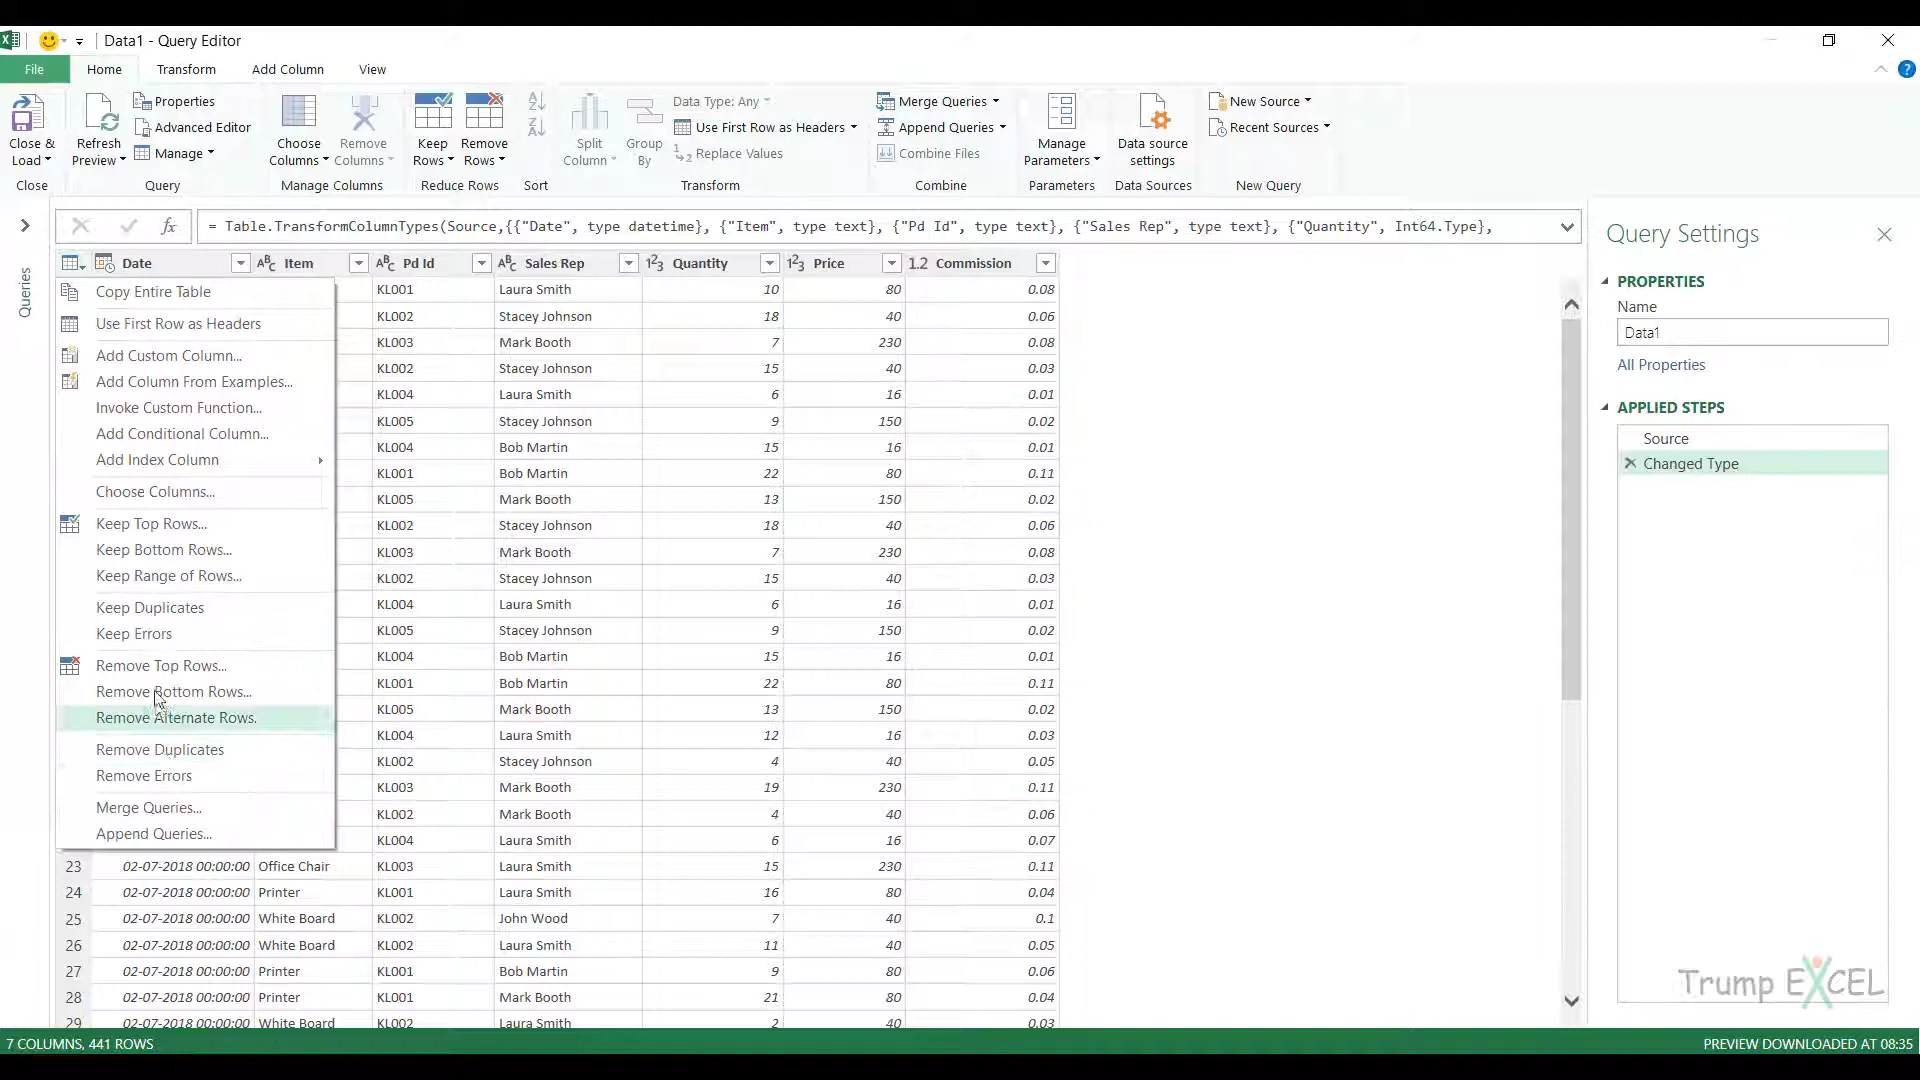 Data1 - Query Editor
File Home Transform Add Column View
Close & Load
Close
Refresh Preview
Properties
Advanced Editor
Manage
Query
Choose Columns
Remove Columns
Manage Columns
Keep Rows
Remove Rows
Reduce Rows
Sort
Split Column
Group By
Data Type: Any
Use First Row as Headers
Replace Values
Transform
Merge Queries
Append Queries
Combine Files
Combine
Manage Parameters
Parameters
Data source settings
Data Sources
New Source
Recent Sources
New Query
Queries
fx = Table.TransformColumnTypes(Source,{{"Date", type datetime}, {"Item", type text}, {"Pd Id", type text}, {"Sales Rep", type text}, {"Quantity", Int64.Type},
Date Item Pd Id Sales Rep Quantity Price Commission
Copy Entire Table
Use First Row as Headers
Add Custom Column...
Add Column From Examples...
Invoke Custom Function...
Add Conditional Column...
Add Index Column
Choose Columns...
Keep Top Rows...
Keep Bottom Rows...
Keep Range of Rows...
Keep Duplicates
Keep Errors
Remove Top Rows...
Remove Bottom Rows...
Remove Alternate Rows.
Remove Duplicates
Remove Errors
Merge Queries...
Append Queries...
KL001 Laura Smith 10 80 0.08
KL002 Stacey Johnson 18 40 0.06
KL003 Mark Booth 7 230 0.08
KL002 Stacey Johnson 15 40 0.03
KL004 Laura Smith 6 16 0.01
KL005 Stacey Johnson 9 150 0.02
KL004 Bob Martin 15 16 0.01
KL001 Bob Martin 22 80 0.11
KL005 Mark Booth 13 150 0.02
KL002 Stacey Johnson 18 40 0.06
KL003 Mark Booth 7 230 0.08
KL002 Stacey Johnson 15 40 0.03
KL004 Laura Smith 6 16 0.01
KL005 Stacey Johnson 9 150 0.02
KL004 Bob Martin 15 16 0.01
KL001 Bob Martin 22 80 0.11
KL005 Mark Booth 13 150 0.02
KL004 Laura Smith 12 16 0.03
KL002 Stacey Johnson 4 40 0.05
KL003 Mark Booth 19 230 0.11
KL002 Mark Booth 4 40 0.06
KL004 Laura Smith 6 16 0.07
23 02-07-2018 00:00:00 Office Chair KL003 Laura Smith 15 230 0.11
24 02-07-2018 00:00:00 Printer KL001 Laura Smith 16 80 0.04
25 02-07-2018 00:00:00 White Board KL002 John Wood 7 40 0.1
26 02-07-2018 00:00:00 White Board KL002 Laura Smith 11 40 0.05
27 02-07-2018 00:00:00 Printer KL001 Bob Martin 9 80 0.06
28 02-07-2018 00:00:00 Printer KL001 Mark Booth 21 80 0.04
29 02-07-2018 00:00:00 White Board KL002 Laura Smith 2 40 0.03
Query Settings
PROPERTIES
Name
Data1
All Properties
APPLIED STEPS
Source
Changed Type
Trump EXCEL
7 COLUMNS, 441 ROWS
PREVIEW DOWNLOADED AT 08:35